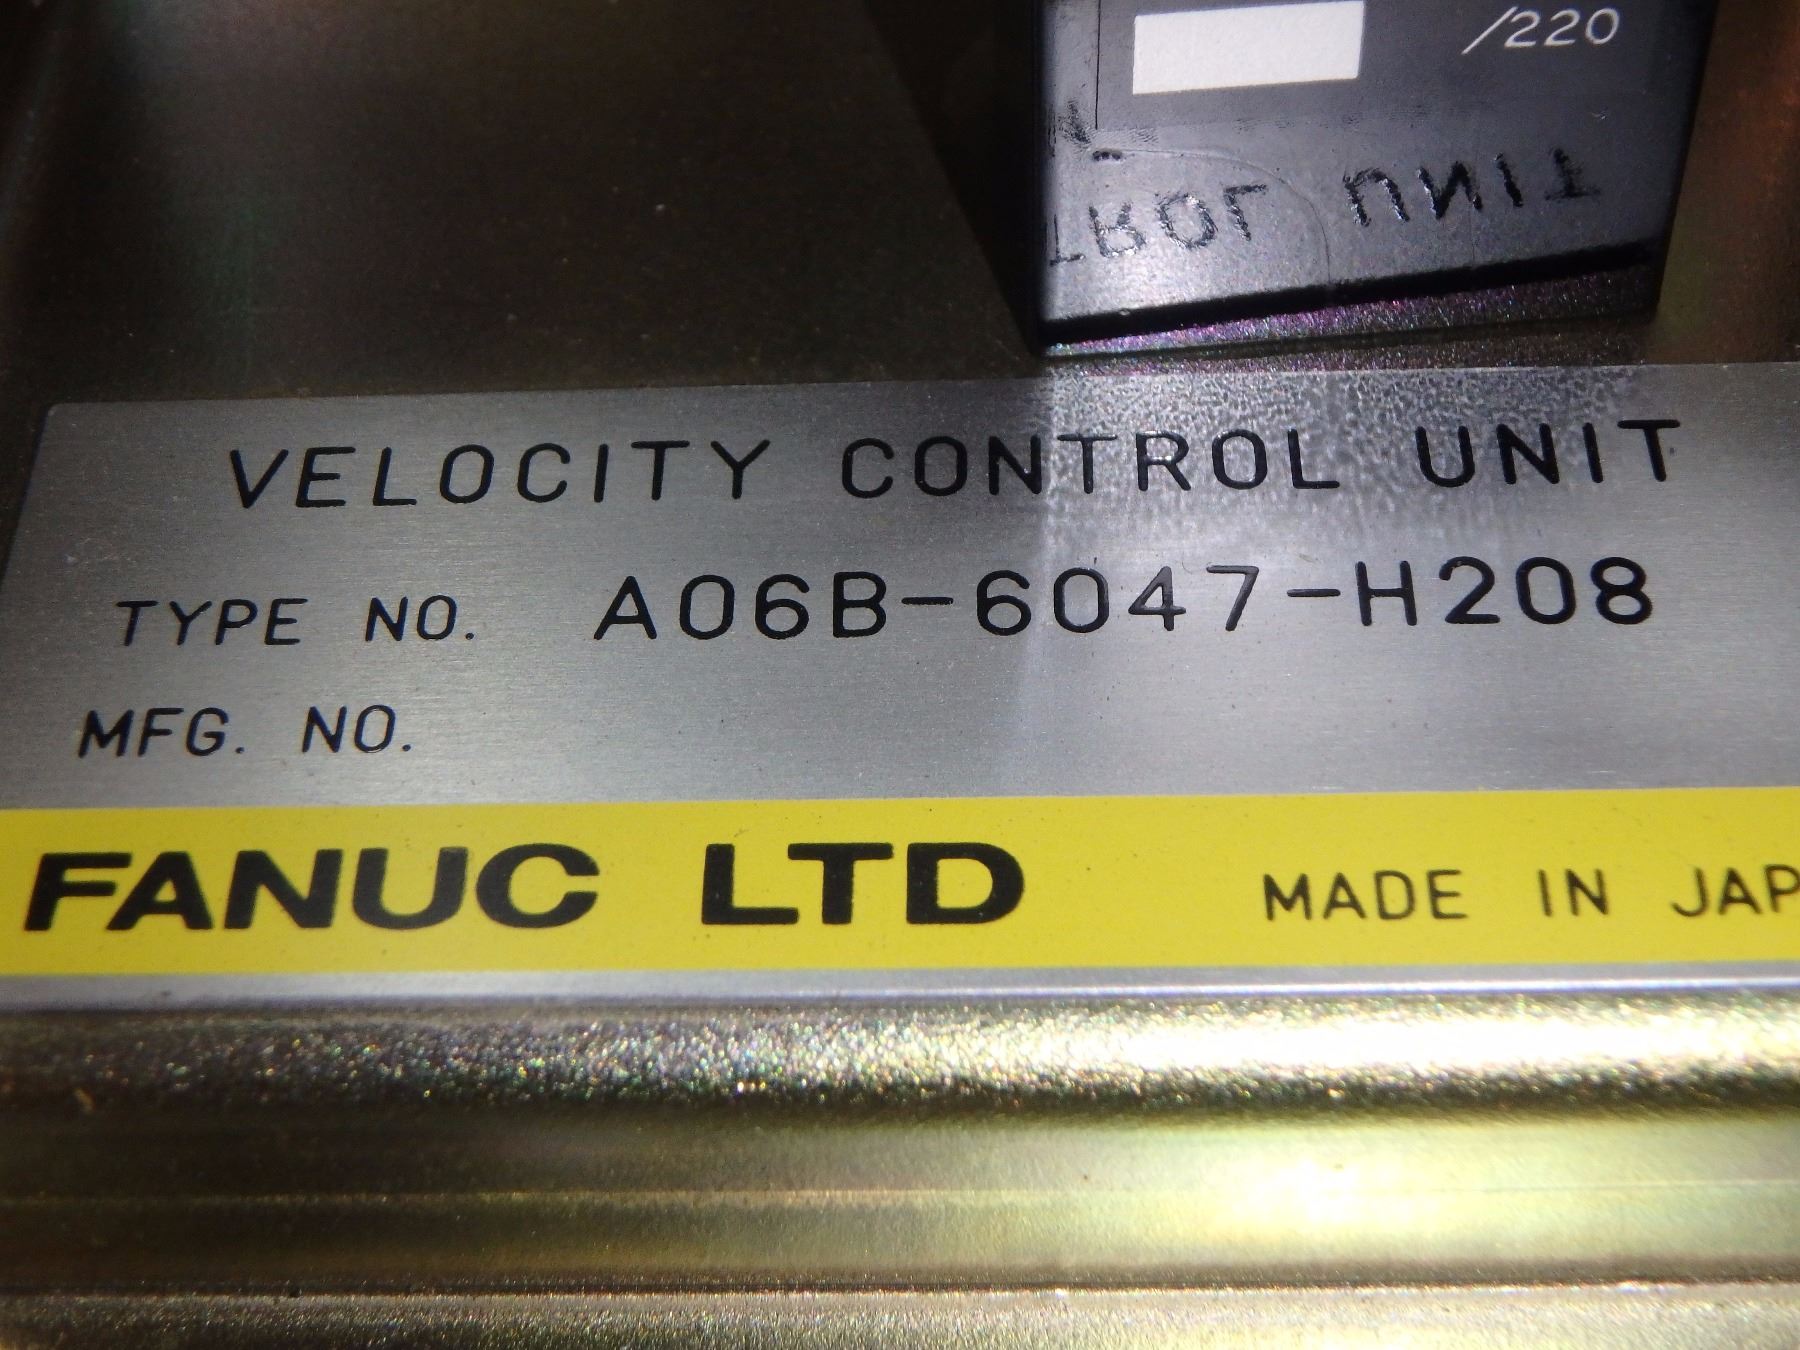 /220
VELOCITY CONTROL UNIT
TYPE NO. A06B-6047-H208
MFG. NO.
FANUC LTD MADE IN JAP